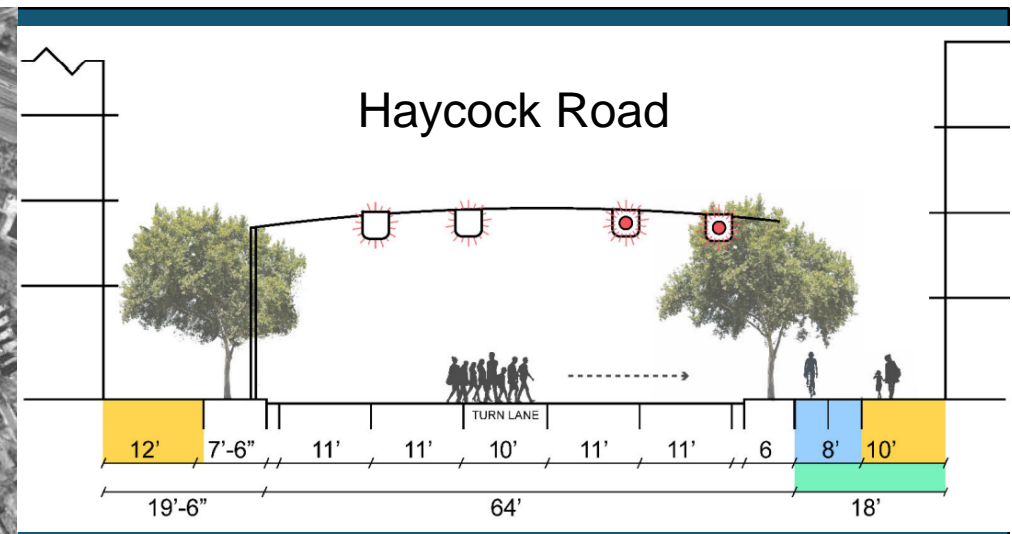 Haycock Road
TURN LANE
12’ 7’-6” 11’ 11’ 10’ 11’ 11’ 6 8’ 10’
19’-6” 64’ 18’